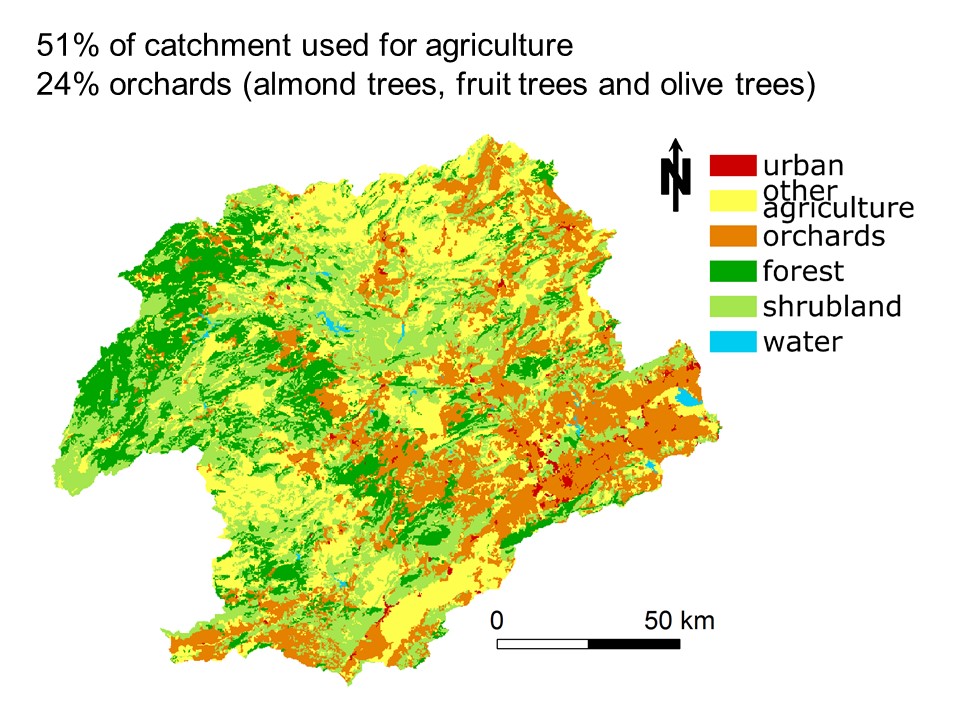 51% of catchment used for agriculture
24% orchards (almond trees, fruit trees and olive trees)
N
urban
other
agriculture
orchards
forest
shrubland
water
0 50 km